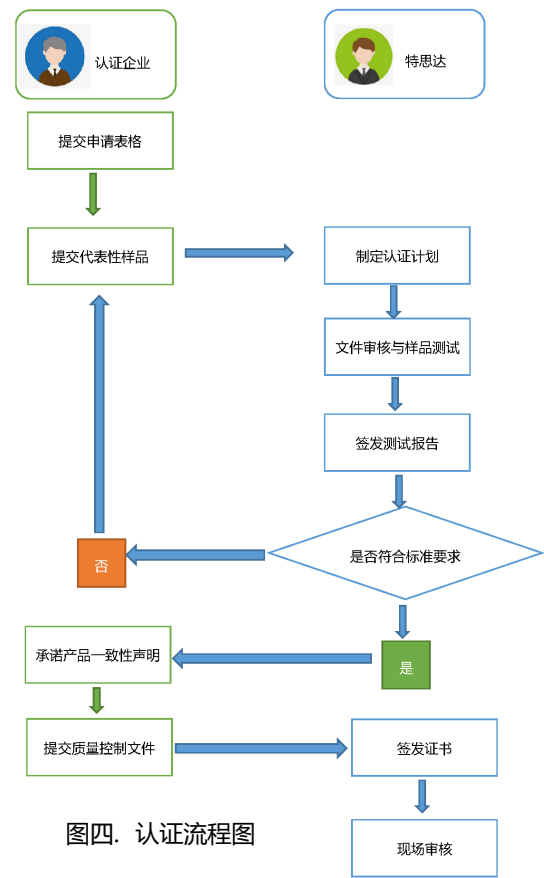 认证企业
特思达
提交申请表格
提交代表性样品
制定认证计划
文件审核与样品测试
签发测试报告
是否符合标准要求
否
是
承诺产品一致性声明
提交质量控制文件
签发证书
图四. 认证流程图
现场审核